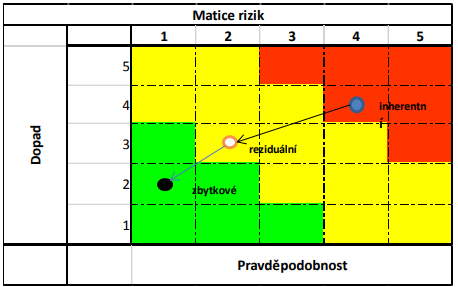 Matice rizik
1 2 3 4 5
5
4
inherentn
í
3
reziduální
2
zbytkové
1
Dopad
Pravděpodobnost